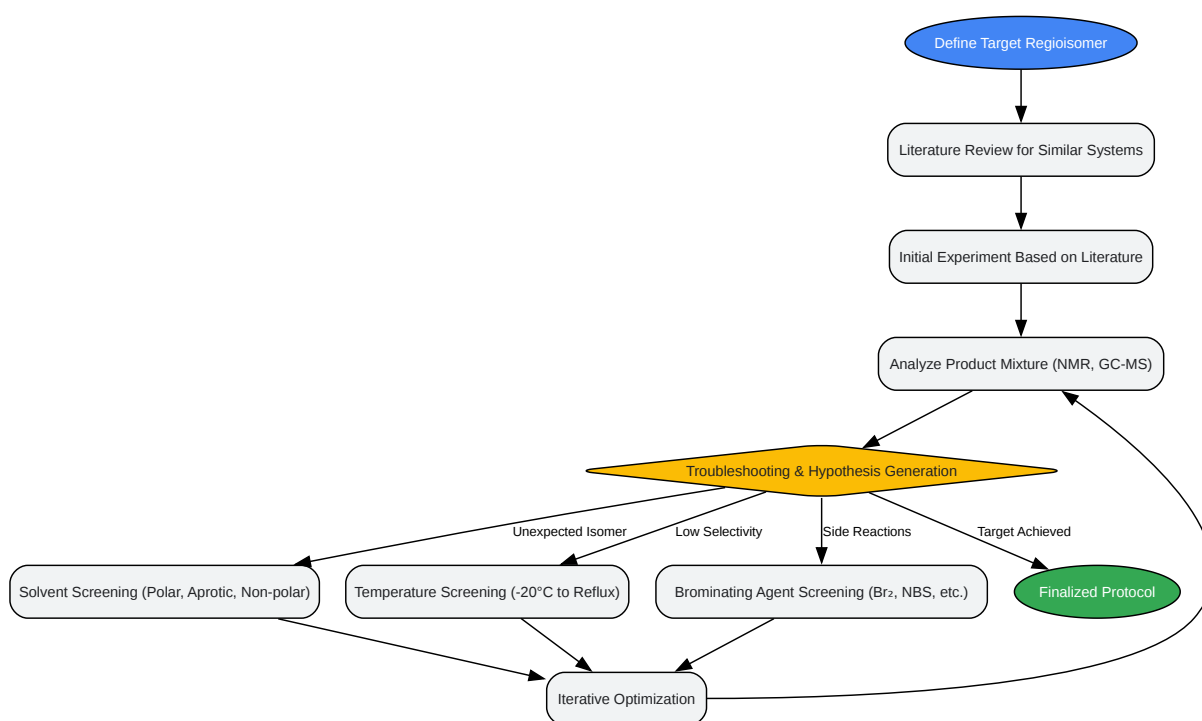 Define Target Regioisomer
Literature Review for Similar Systems
Initial Experiment Based on Literature
Analyze Product Mixture (NMR, GC-MS)
Troubleshooting & Hypothesis Generation
Unexpected Isomer
Low Selectivity
Side Reactions
Target Achieved
Solvent Screening (Polar, Aprotic, Non-polar)
Temperature Screening (-20°C to Reflux)
Brominating Agent Screening (Br₂, NBS, etc.)
Finalized Protocol
Iterative Optimization